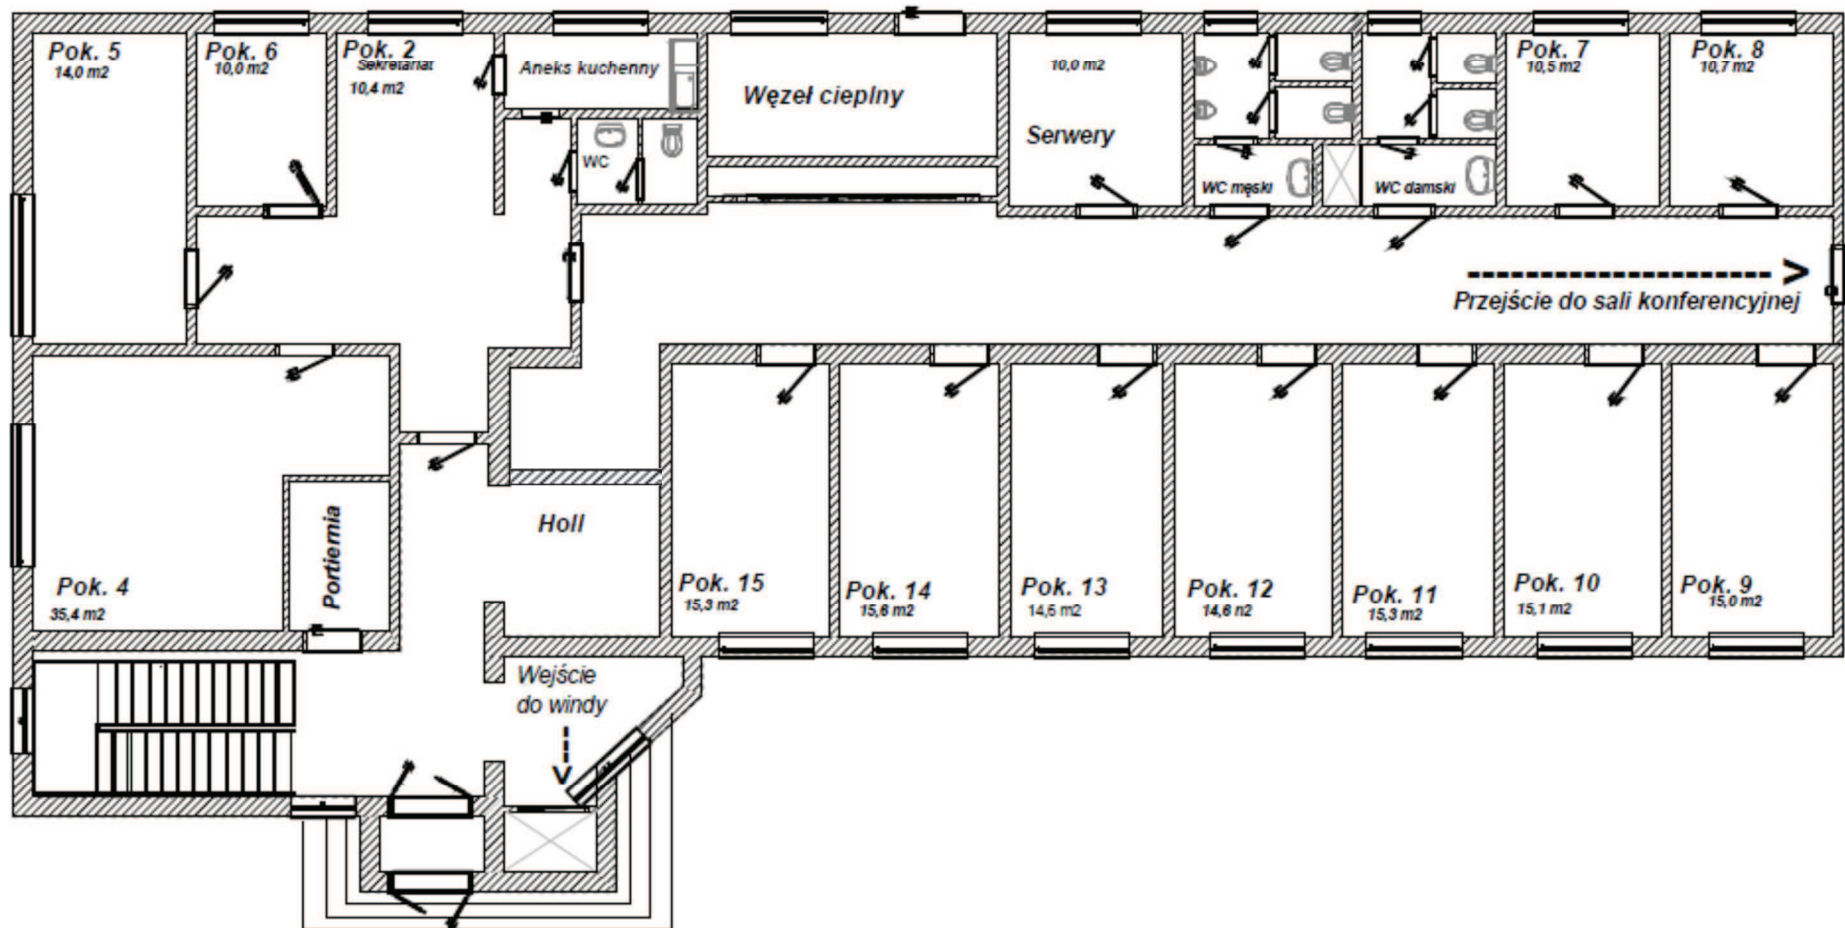 Pok. 5
14,0 m2
Pok. 6
10,0 m2
Pok. 2
Sekretariat
10,4 m2
Aneks kuchenny
WC
Węzeł cieplny
10,0 m2
Serwery
WC męski
WC damski
Pok. 7
10,5 m2
Pok. 8
10,7 m2
-------------------->
Przejście do sali konferencyjnej
Pok. 4
35,4 m2
Portiernia
Holl
Pok. 15
15,3 m2
Pok. 14
15,6 m2
Pok. 13
14,6 m2
Pok. 12
14,6 n2
Pok. 11
15,3 m2
Pok. 10
15,1 m2
Pok. 9
15,0 m2
Wejście
do windy
---->